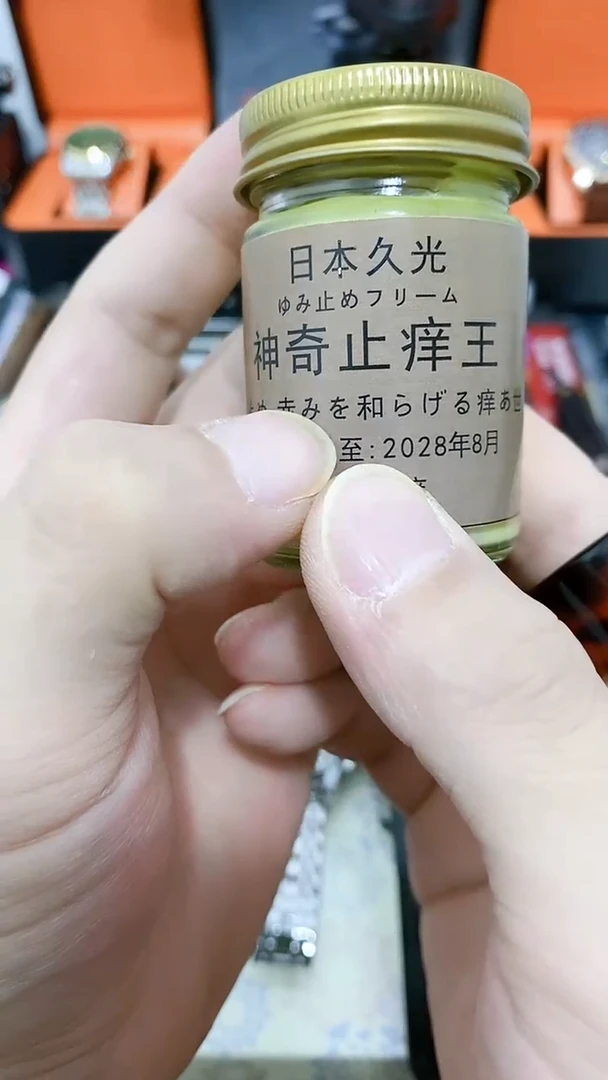 日本久光
ゆみ止めフリーム
神奇止痒王
赤みを和らげる痒あ世
至:2028年8月